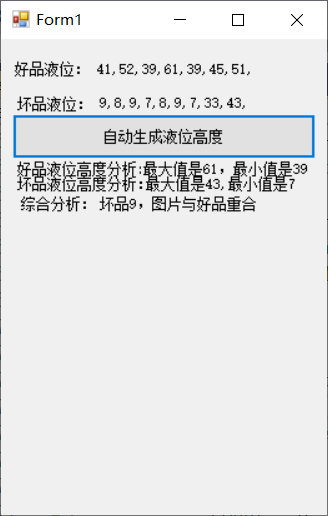 Form1
好品液位: 41,52,39,61,39,45,51,
坏品液位: 9,8,9,7,8,9,7,33,43,
自动生成液位高度
好品液位高度分析:最大值是61，最小值是39
坏品液位高度分析:最大值是43,最小值是7
综合分析: 坏品9，图片与好品重合